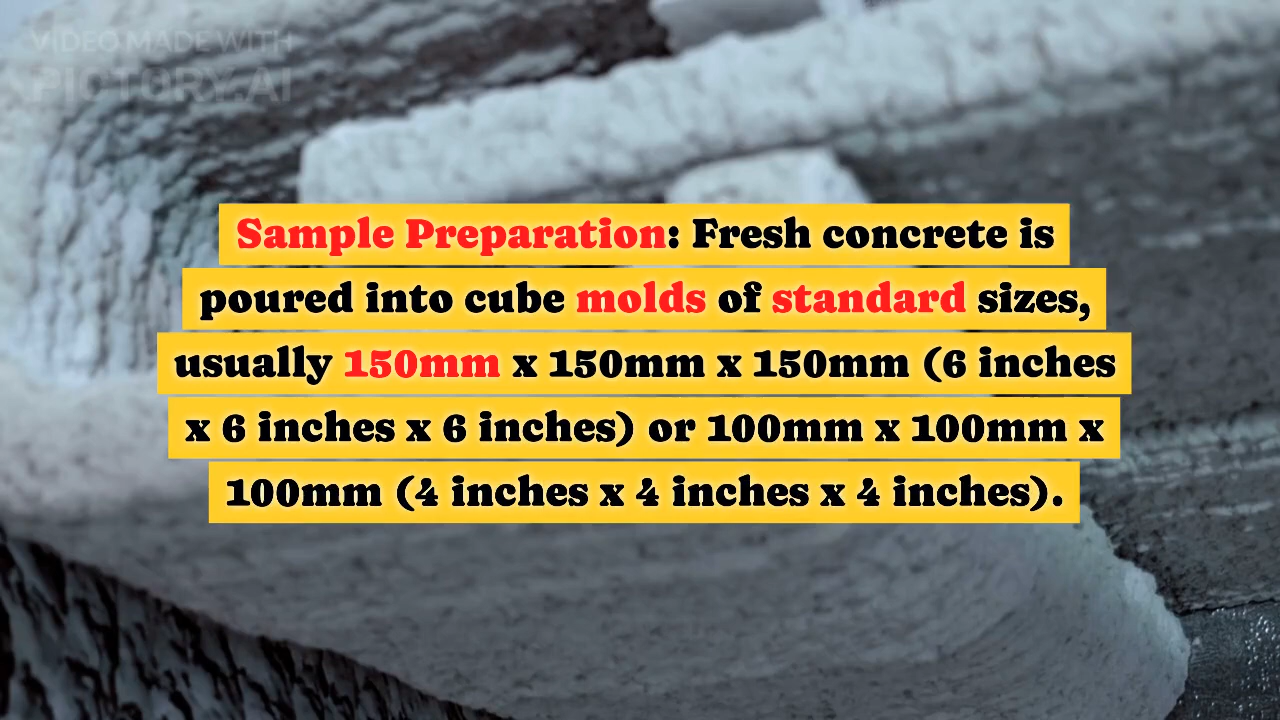 VIDEO MADE WITH
PICTORY.AI
Sample Preparation: Fresh concrete is
poured into cube molds of standard sizes,
usually 150mm x 150mm x 150mm (6 inches
x 6 inches x 6 inches) or 100mm x 100mm x
100mm (4 inches x 4 inches x 4 inches).